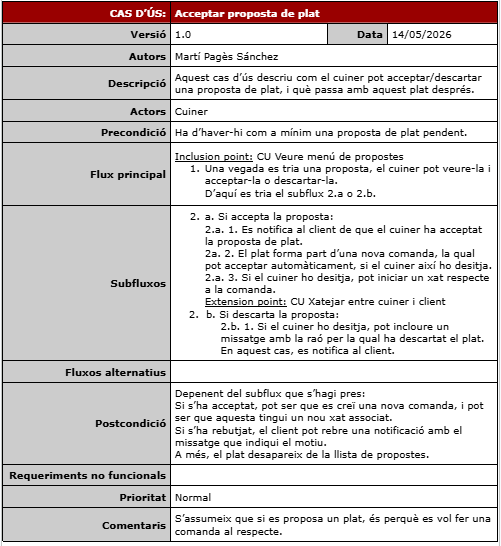 CAS D'ÚS: Acceptar proposta de plat
Versió 1.0 Data 14/05/2026
Autors Martí Pagès Sánchez
Descripció Aquest cas d'ús descriu com el cuiner pot acceptar/descartar
una proposta de plat, i què passa amb aquest plat després.
Actors Cuiner
Precondició Ha d'haver-hi com a mínim una proposta de plat pendent.
Flux principal Inclusion point: CU Veure menú de propostes
1. Una vegada es tria una proposta, el cuiner pot veure-la i
acceptar-la o descartar-la.
D'aquí es tria el subflux 2.a o 2.b.
Subfluxos 2. a. Si accepta la proposta:
2.a. 1. Es notifica al client de que el cuiner ha acceptat
la proposta de plat.
2a. 2. El plat forma part d'una nova comanda, la qual
pot acceptar automàticament, si el cuiner així ho desitja.
2.a. 3. Si el cuiner ho desitja, pot iniciar un xat respecte
a la comanda.
Extension point: CU Xatejar entre cuiner i client
2. b. Si descarta la proposta:
2.b. 1. Si el cuiner ho desitja, pot incloure un
missatge amb la raó per la qual ha descartat el plat.
En aquest cas, es notifica al client.
Fluxos alternatius
Postcondició Depenent del subflux que s'hagi pres:
Si s'ha acceptat, pot ser que es creï una nova comanda, i pot
ser que aquesta tingui un nou xat associat.
Si s'ha rebutjat, el client pot rebre una notificació amb el
missatge que indiqui el motiu.
A més, el plat desapareix de la llista de propostes.
Requeriments no funcionals
Prioritat Normal
Comentaris S'assumeix que si es proposa un plat, és perquè es vol fer una
comanda al respecte.